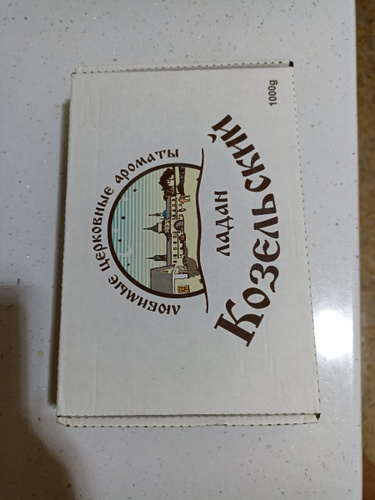 ЛЮБИМЫЕ ЦЕРКОВНЫЕ АРОМАТЫ
ЛАДАН
КОЗЕЛЬСКИЙ
1000g